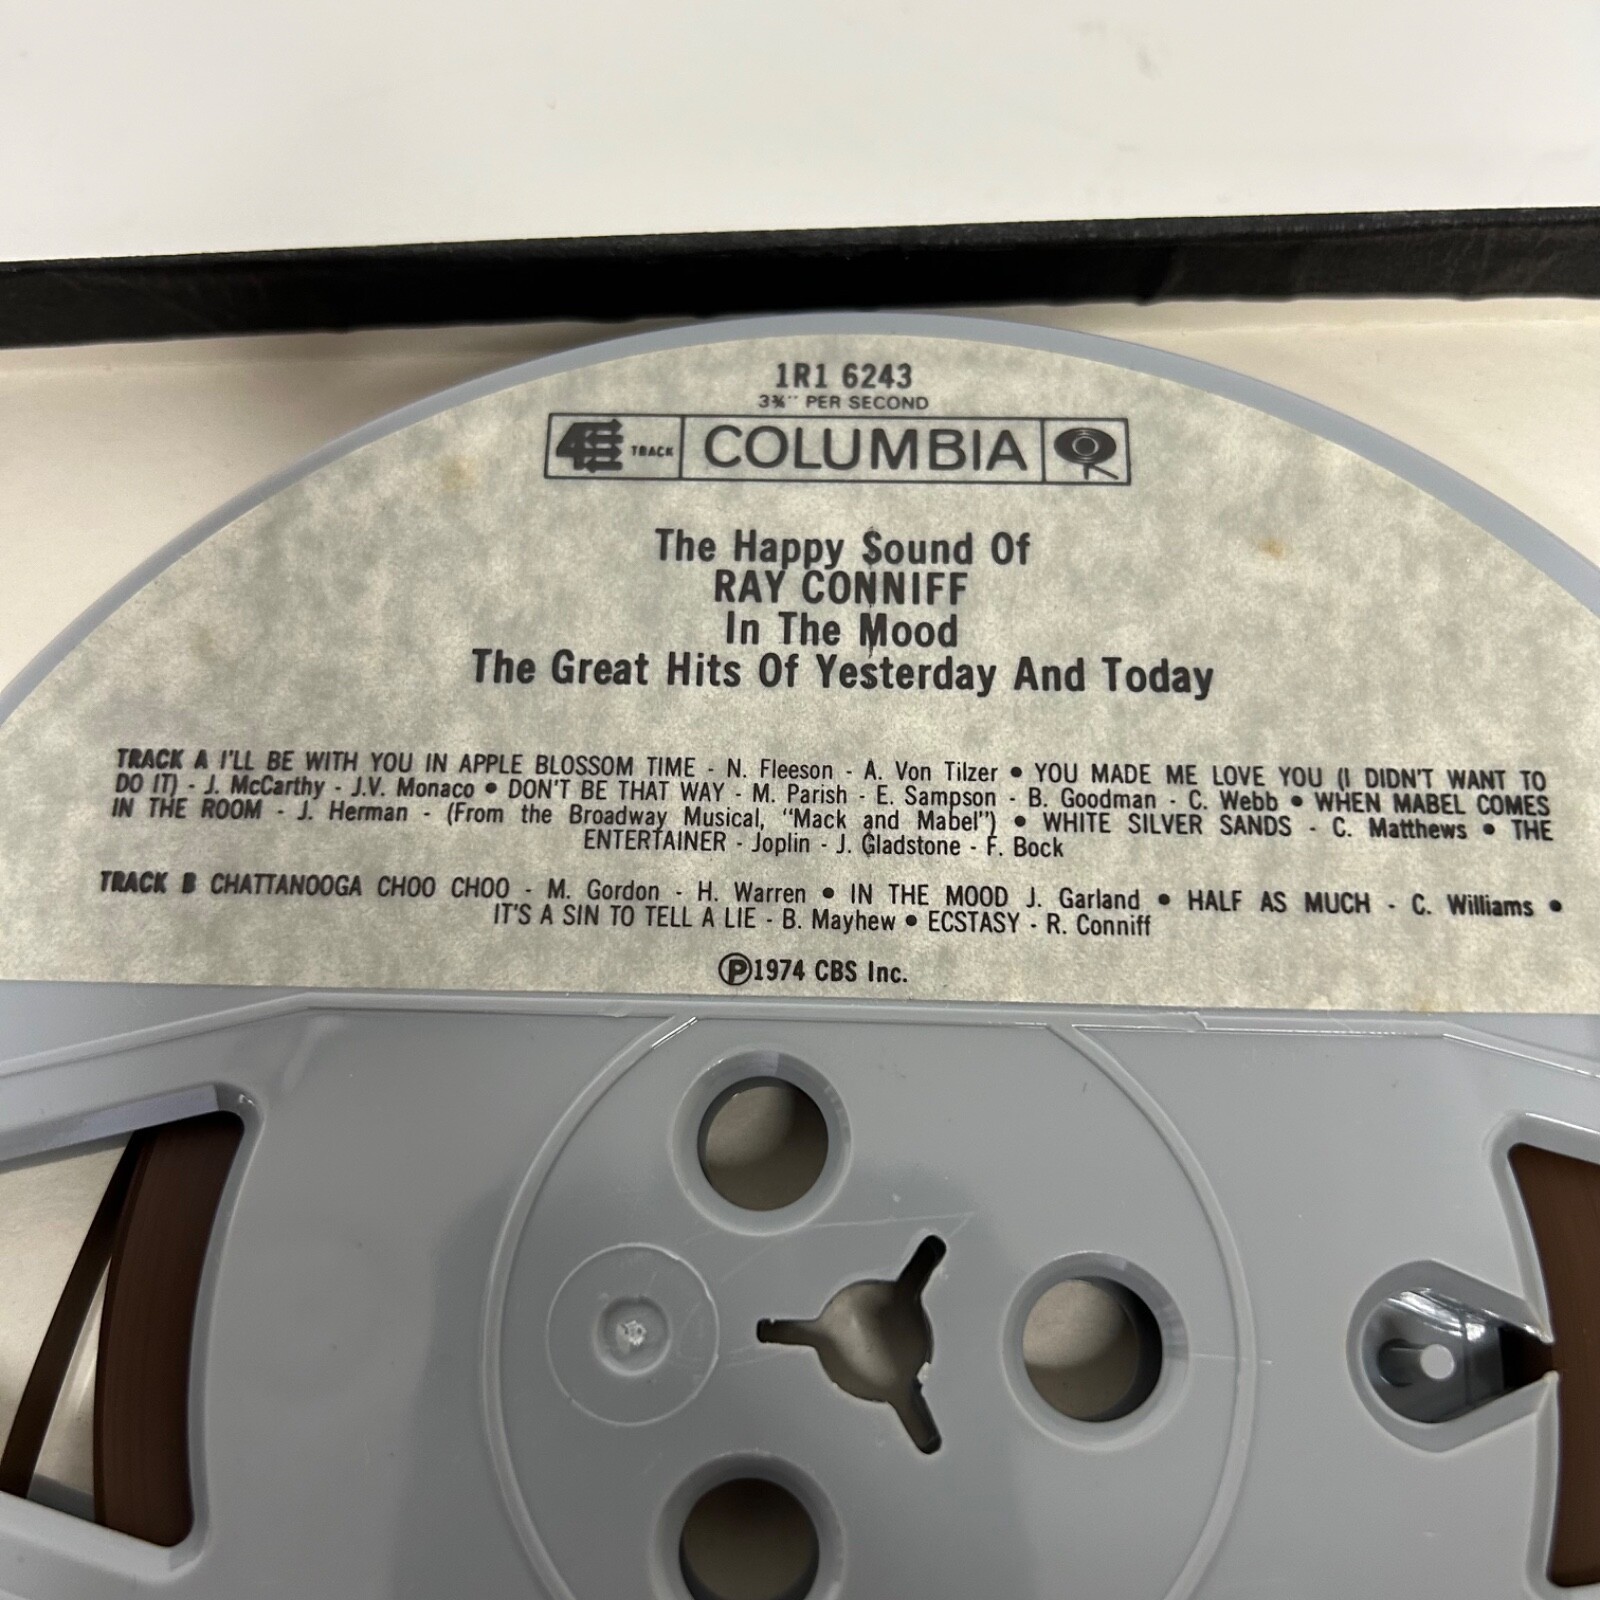 1R1 6243
3¾" PER SECOND
4 TRACK COLUMBIA
The Happy Sound Of
RAY CONNIFF
In The Mood
The Great Hits Of Yesterday And Today
TRACK A I'LL BE WITH YOU IN APPLE BLOSSOM TIME - N. Fleeson - A. Von Tilzer • YOU MADE ME LOVE YOU (I DIDN'T WANT TO
DO IT) - J. McCarthy - J.V. Monaco • DON'T BE THAT WAY - M. Parish - E. Sampson - B. Goodman - C. Webb • WHEN MABEL COMES
IN THE ROOM - J. Herman - (From the Broadway Musical, "Mack and Mabel") • WHITE SILVER SANDS - C. Matthews • THE
ENTERTAINER - Joplin - J. Gladstone - F. Bock
TRACK B CHATTANOOGA CHOO CHOO - M. Gordon - H. Warren • IN THE MOOD J. Garland • HALF AS MUCH - C. Williams •
IT'S A SIN TO TELL A LIE - B. Mayhew • ECSTASY - R. Conniff
Ⓟ1974 CBS Inc.